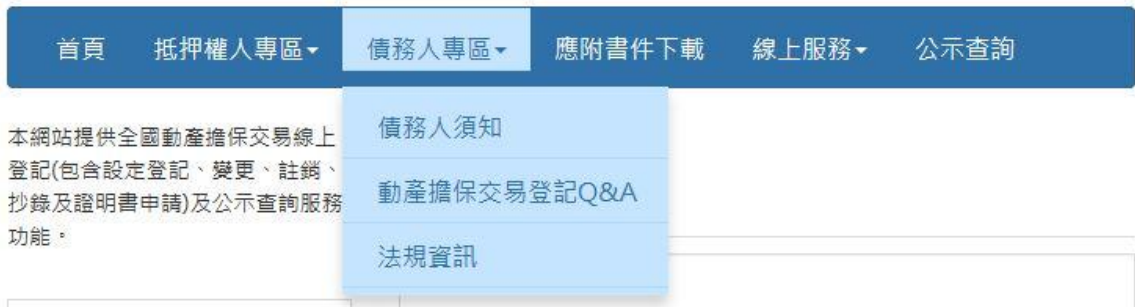 首頁 抵押權人專區 債務人專區 應附書件下載 線上服務 公示查詢
債務人須知
動產擔保交易登記Q&A
法規資訊
本網站提供全國動產擔保交易線上
登記(包含設定登記、變更、註銷、
抄錄及證明書申請)及公示查詢服務
功能。